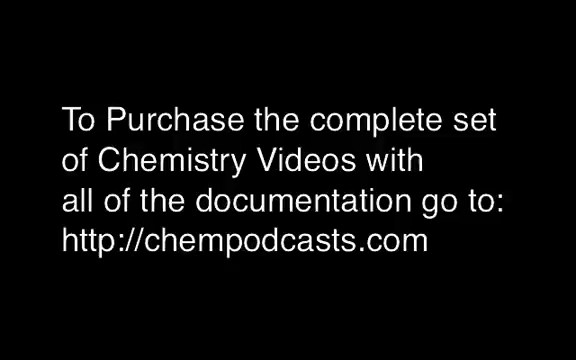 To Purchase the complete set
of Chemistry Videos with
all of the documentation go to:
http://chempodcasts.com